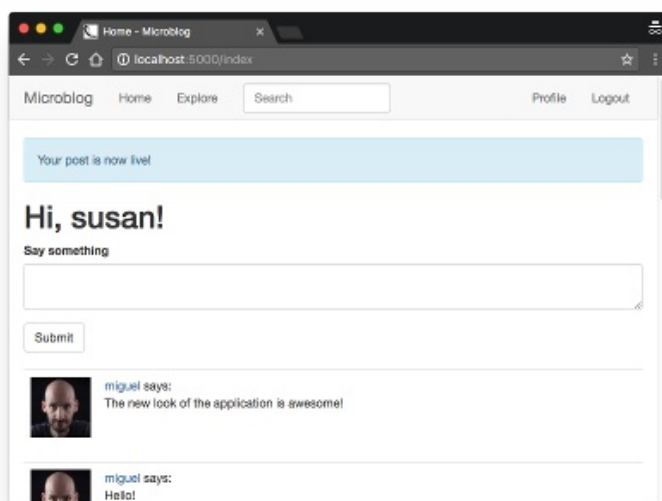 Home - Microblog
localhost:5000/index
Microblog Home Explore Search Profile Logout
Your post is now live!
Hi, susan!
Say something
Submit
miguel says:
The new look of the application is awesome!
miguel says:
Hello!